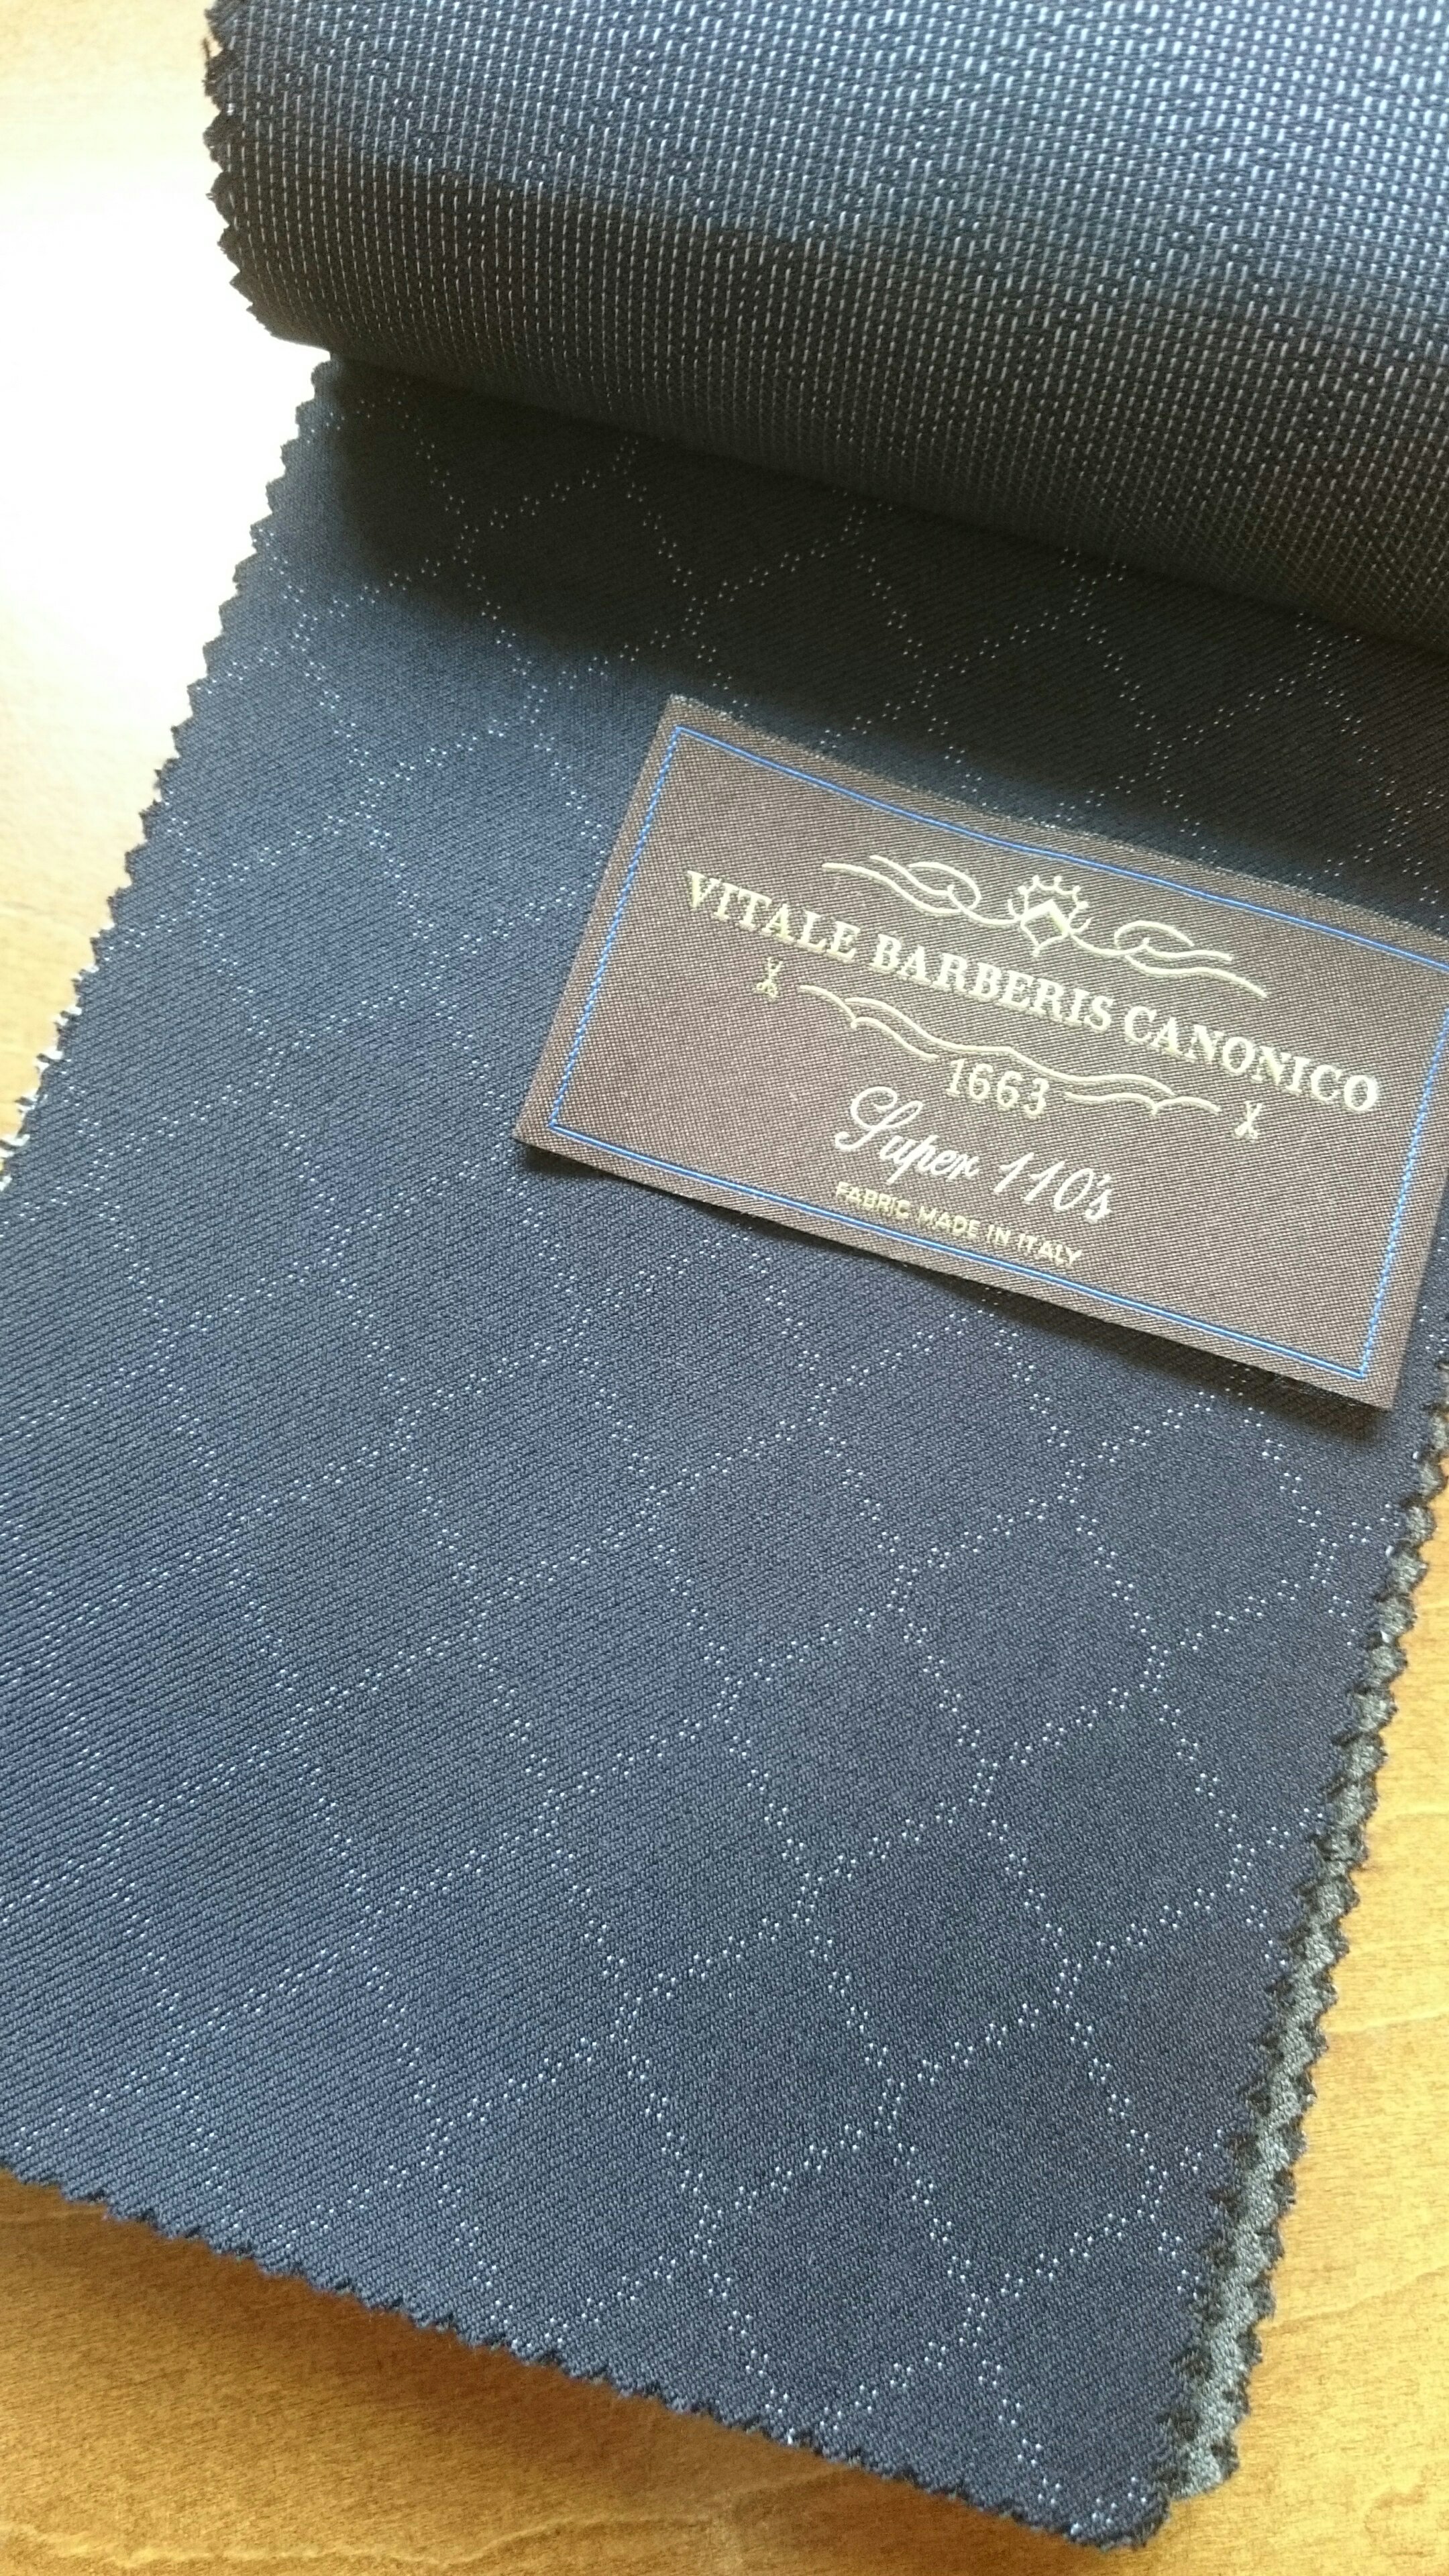 VITALE BARBERIS CANONICO
1663
Super 110's
FABRIC MADE IN ITALY